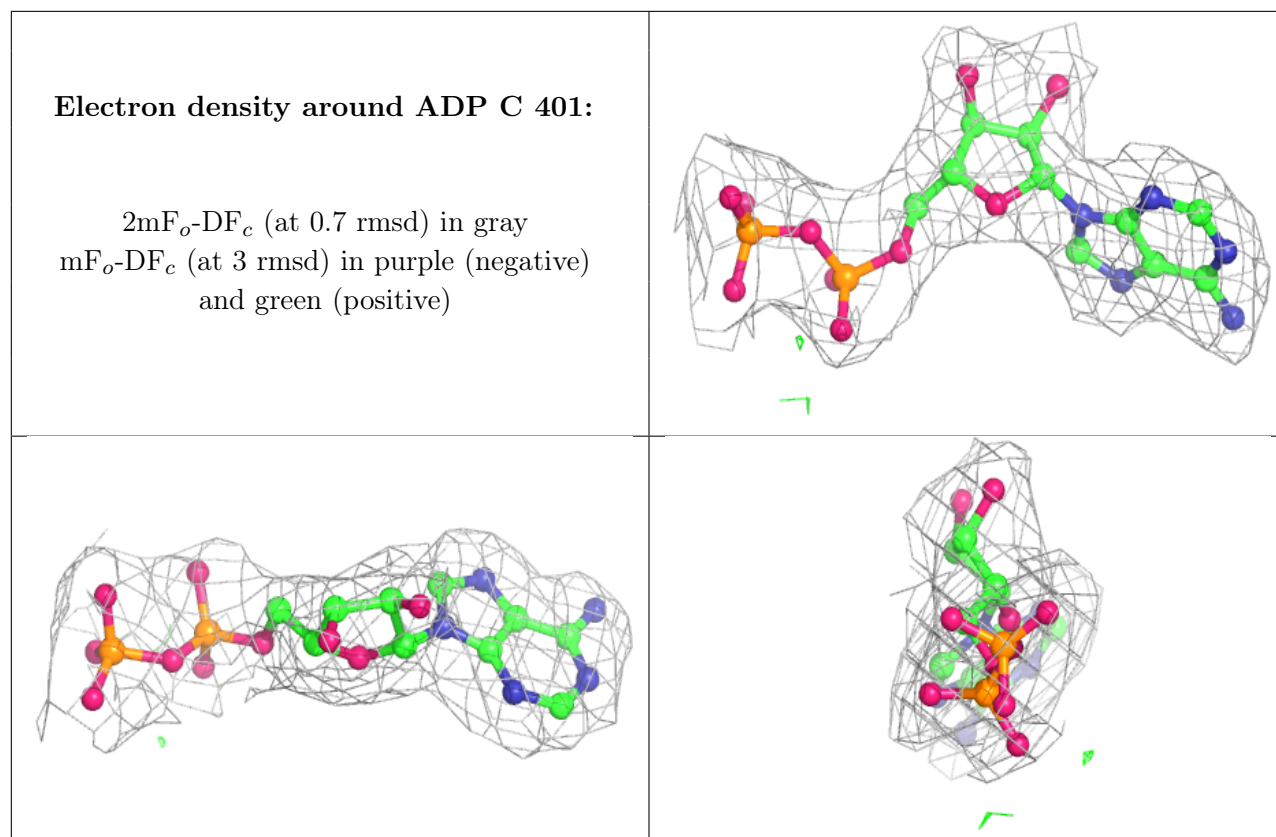 Electron density around ADP C 401:
2mFo-DFc (at 0.7 rmsd) in gray
mFo-DFc (at 3 rmsd) in purple (negative)
and green (positive)